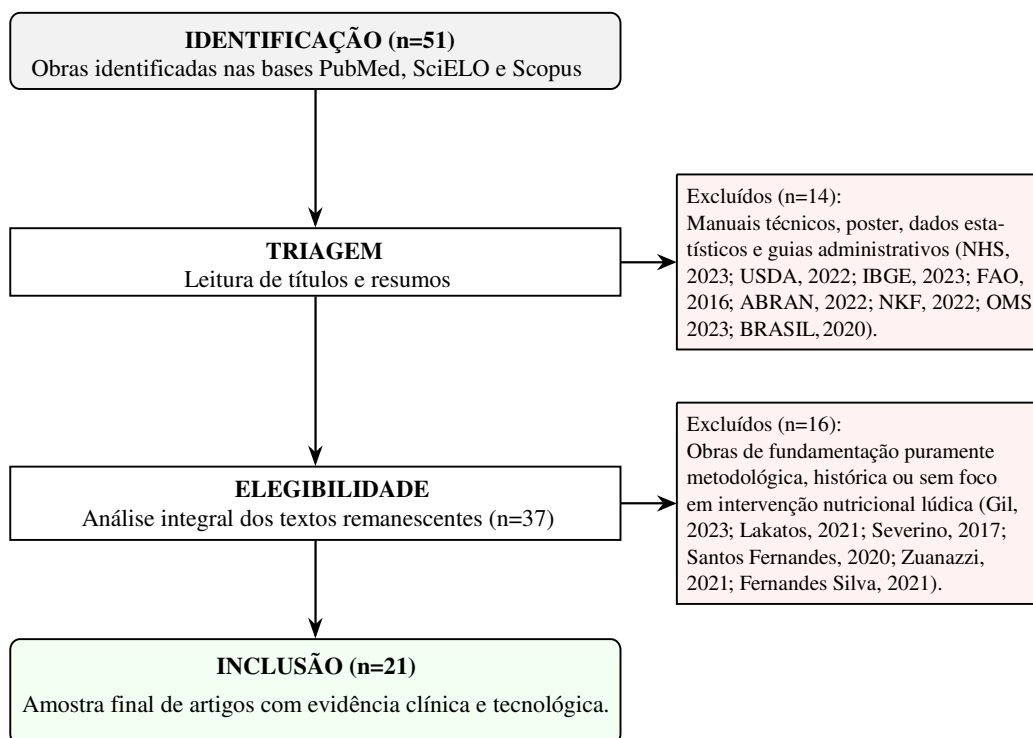 IDENTIFICAÇÃO (n=51)
Obras identificadas nas bases PubMed, SciELO e Scopus
Excluídos (n=14):
Manuais técnicos, poster, dados esta-
tísticos e guias administrativos (NHS,
2023; USDA, 2022; IBGE, 2023; FAO,
2016; ABRAN, 2022; NKF, 2022; OMS
2023; BRASIL, 2020).
TRIAGEM
Leitura de títulos e resumos
Excluídos (n=16):
Obras de fundamentação puramente
metodológica, histórica ou sem foco
em intervenção nutricional lúdica (Gil,
2023; Lakatos, 2021; Severino, 2017;
Santos Fernandes, 2020; Zuanazzi,
2021; Fernandes Silva, 2021).
ELEGIBILIDADE
Análise integral dos textos remanescentes (n=37)
INCLUSÃO (n=21)
Amostra final de artigos com evidência clínica e tecnológica.